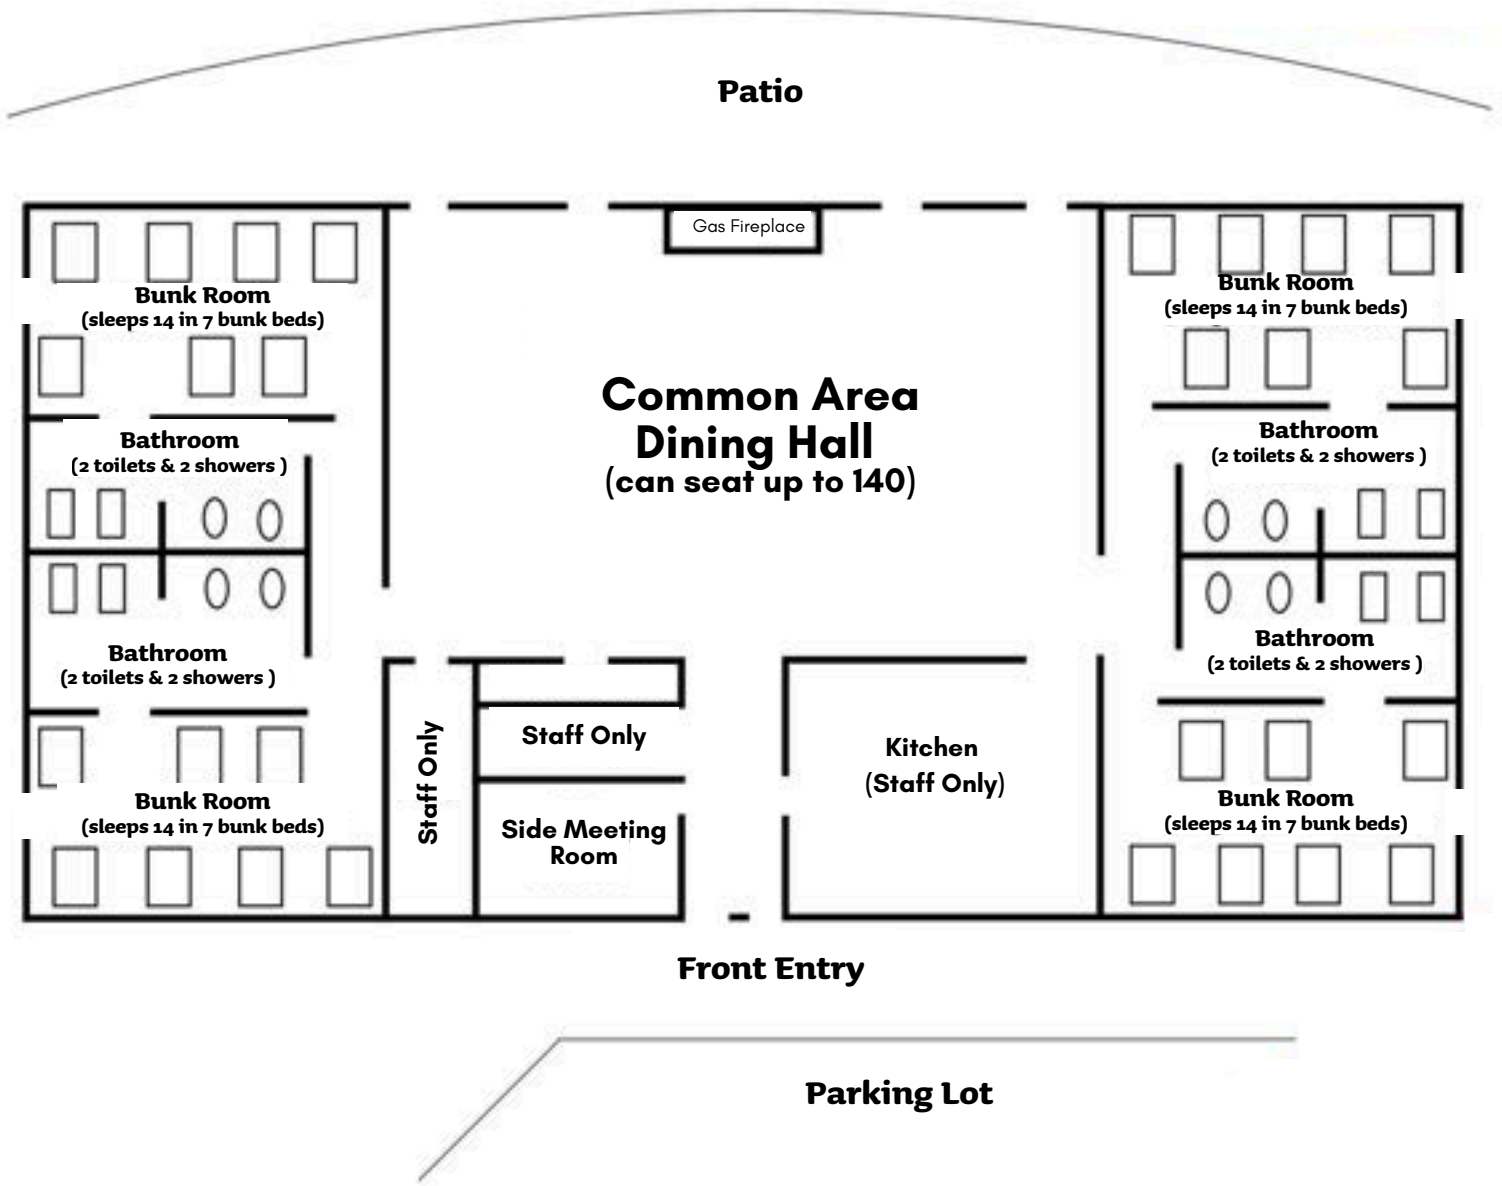 Patio
Gas Fireplace
Bunk Room
(sleeps 14 in 7 bunk beds)
Bunk Room
(sleeps 14 in 7 bunk beds)
Common Area
Dining Hall
(can seat up to 140)
Bathroom
(2 toilets & 2 showers )
Bathroom
(2 toilets & 2 showers )
Bathroom
(2 toilets & 2 showers )
Bathroom
(2 toilets & 2 showers )
Staff Only
Staff Only
Side Meeting
Room
Kitchen
(Staff Only)
Bunk Room
(sleeps 14 in 7 bunk beds)
Bunk Room
(sleeps 14 in 7 bunk beds)
Front Entry
Parking Lot